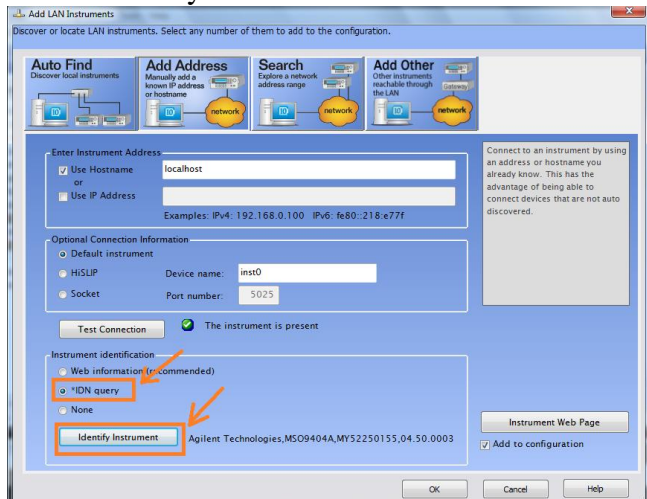 Add LAN Instruments
Discover or locate LAN instruments. Select any number of them to add to the configuration.
Auto Find
Discover local instruments
Add Address
Manually add a
known IP address
or hostname
network
Search
Explore a network
address range
network
Add Other
Other instruments
reachable through
the LAN
Gateway
network
Enter Instrument Address
Use Hostname
localhost
or
Use IP Address
Examples: IPv4: 192.168.0.100 IPv6: fe80::218:e77f
Connect to an instrument by using
an address or hostname you
already know. This has the
advantage of being able to
connect devices that are not auto
discovered.
Optional Connection Information
Default instrument
HiSLIP
Device name: inst0
Socket
Port number: 5025
Test Connection
The instrument is present
Instrument identification
Web information (recommended)
*IDN query
None
Identify Instrument
Agilent Technologies,MSO9404A,MY52250155,04.50.0003
Instrument Web Page
Add to configuration
OK
Cancel
Help